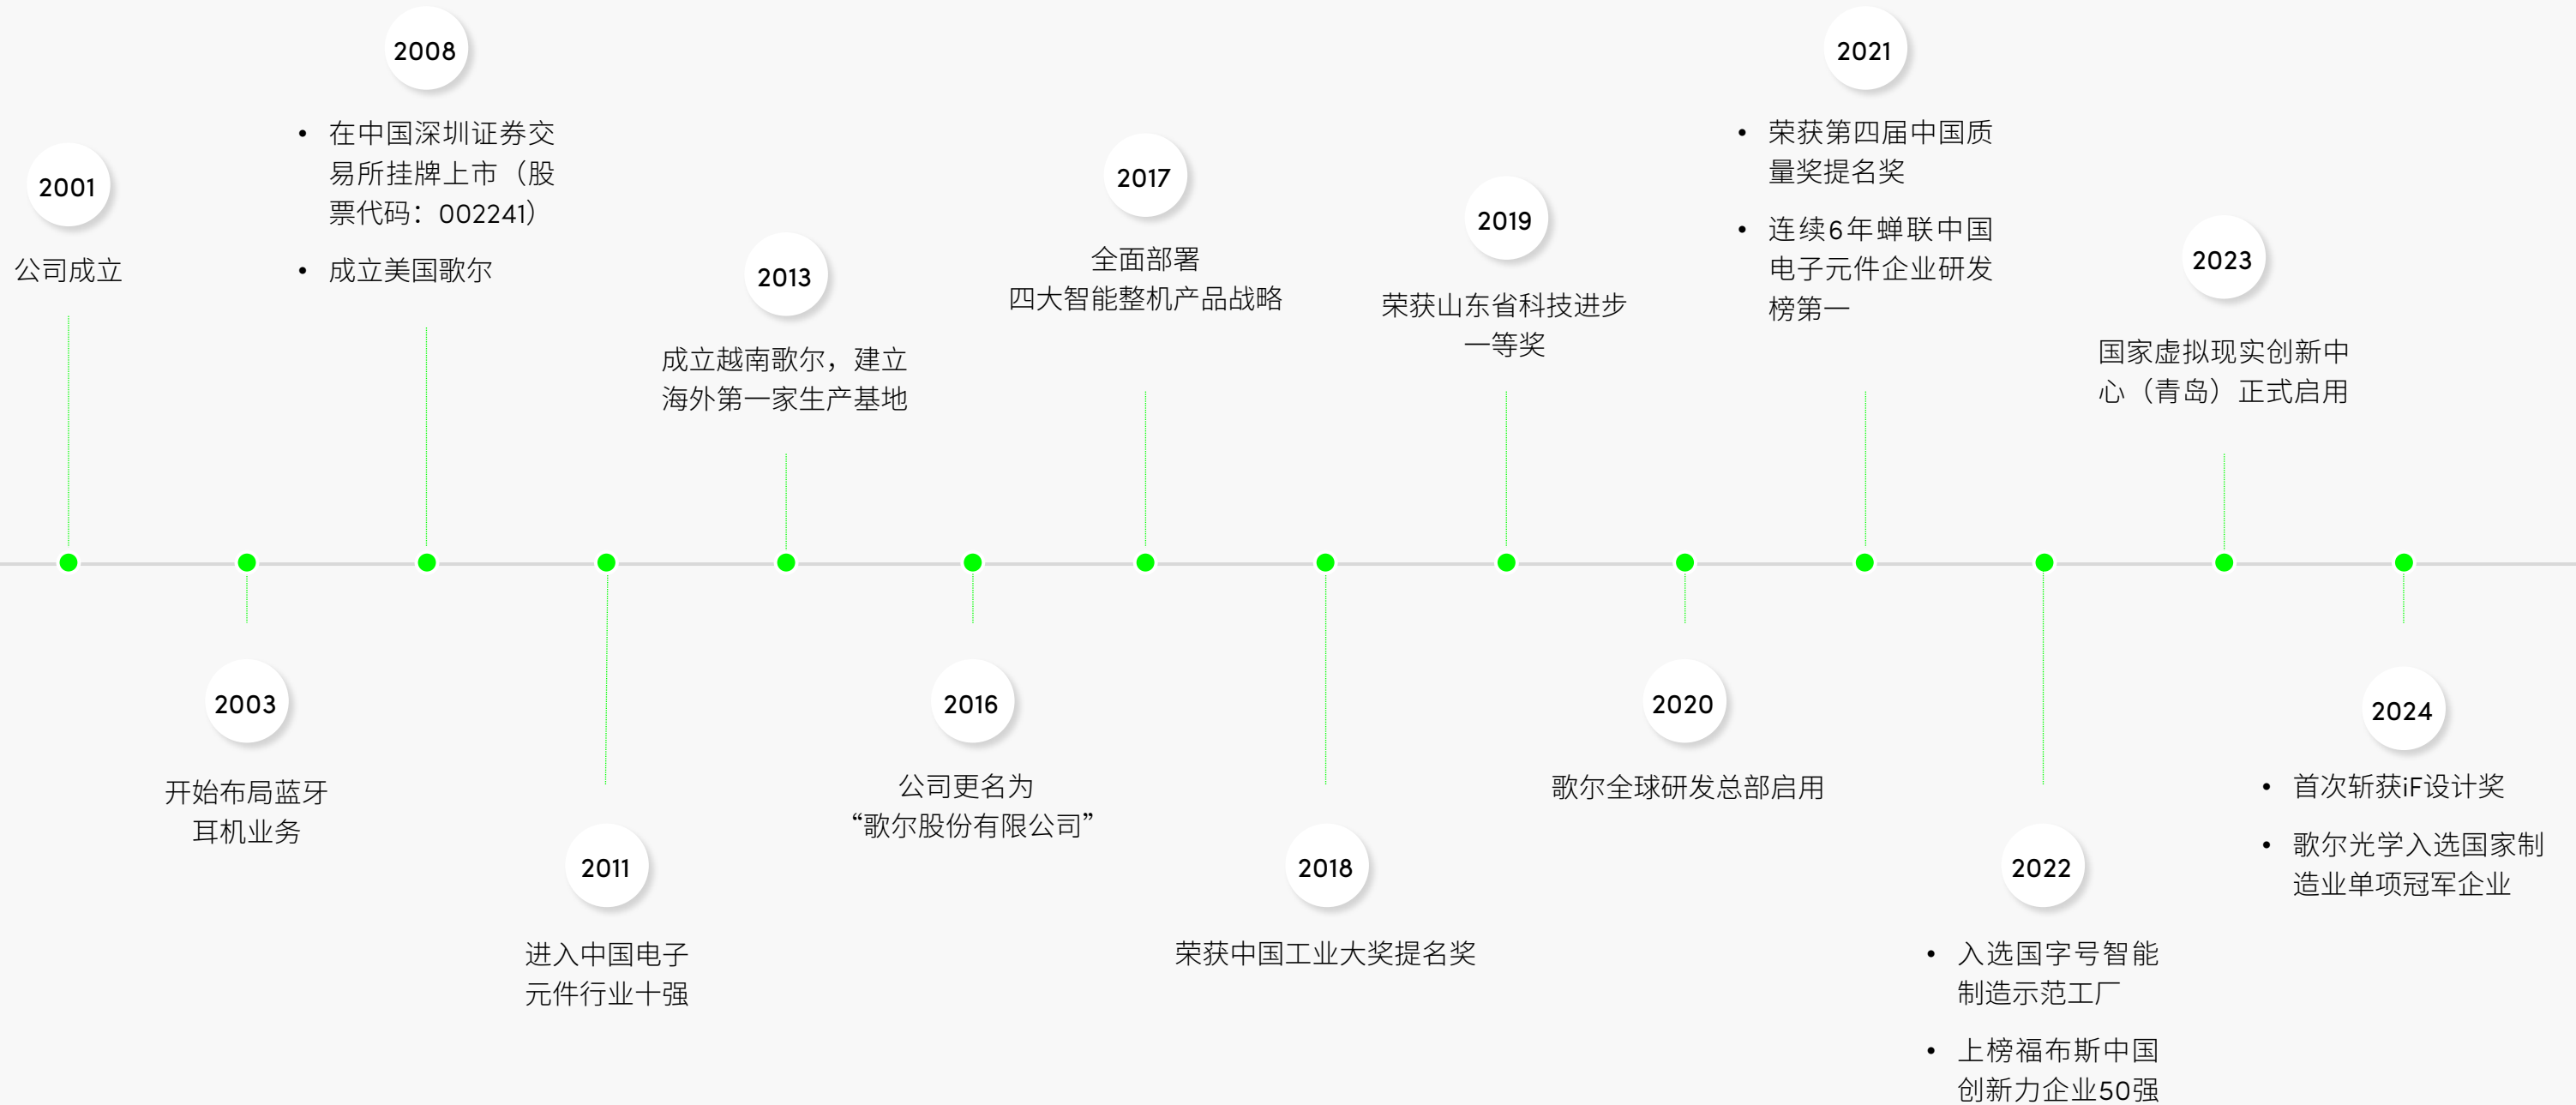 2001
公司成立
2003
开始布局蓝牙
耳机业务
2008
• 在中国深圳证券交
易所挂牌上市（股
票代码：002241）
• 成立美国歌尔
2011
进入中国电子
元件行业十强
2013
成立越南歌尔，建立
海外第一家生产基地
2016
公司更名为
“歌尔股份有限公司”
2017
全面部署
四大智能整机产品战略
2018
荣获中国工业大奖提名奖
2019
荣获山东省科技进步
一等奖
2020
歌尔全球研发总部启用
2021
• 荣获第四届中国质
量奖提名奖
• 连续6年蝉联中国
电子元件企业研发
榜第一
2022
• 入选国字号智能
制造示范工厂
• 上榜福布斯中国
创新力企业50强
2023
国家虚拟现实创新中
心（青岛）正式启用
2024
• 首次斩获iF设计奖
• 歌尔光学入选国家制
造业单项冠军企业